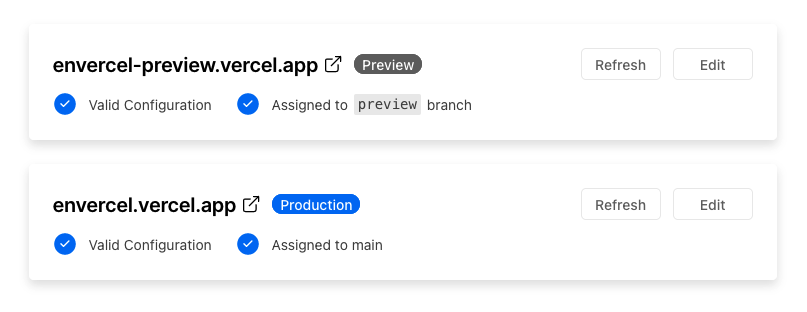 envercel-preview.vercel.app Preview Refresh Edit
Valid Configuration Assigned to preview branch
envercel.vercel.app Production Refresh Edit
Valid Configuration Assigned to main